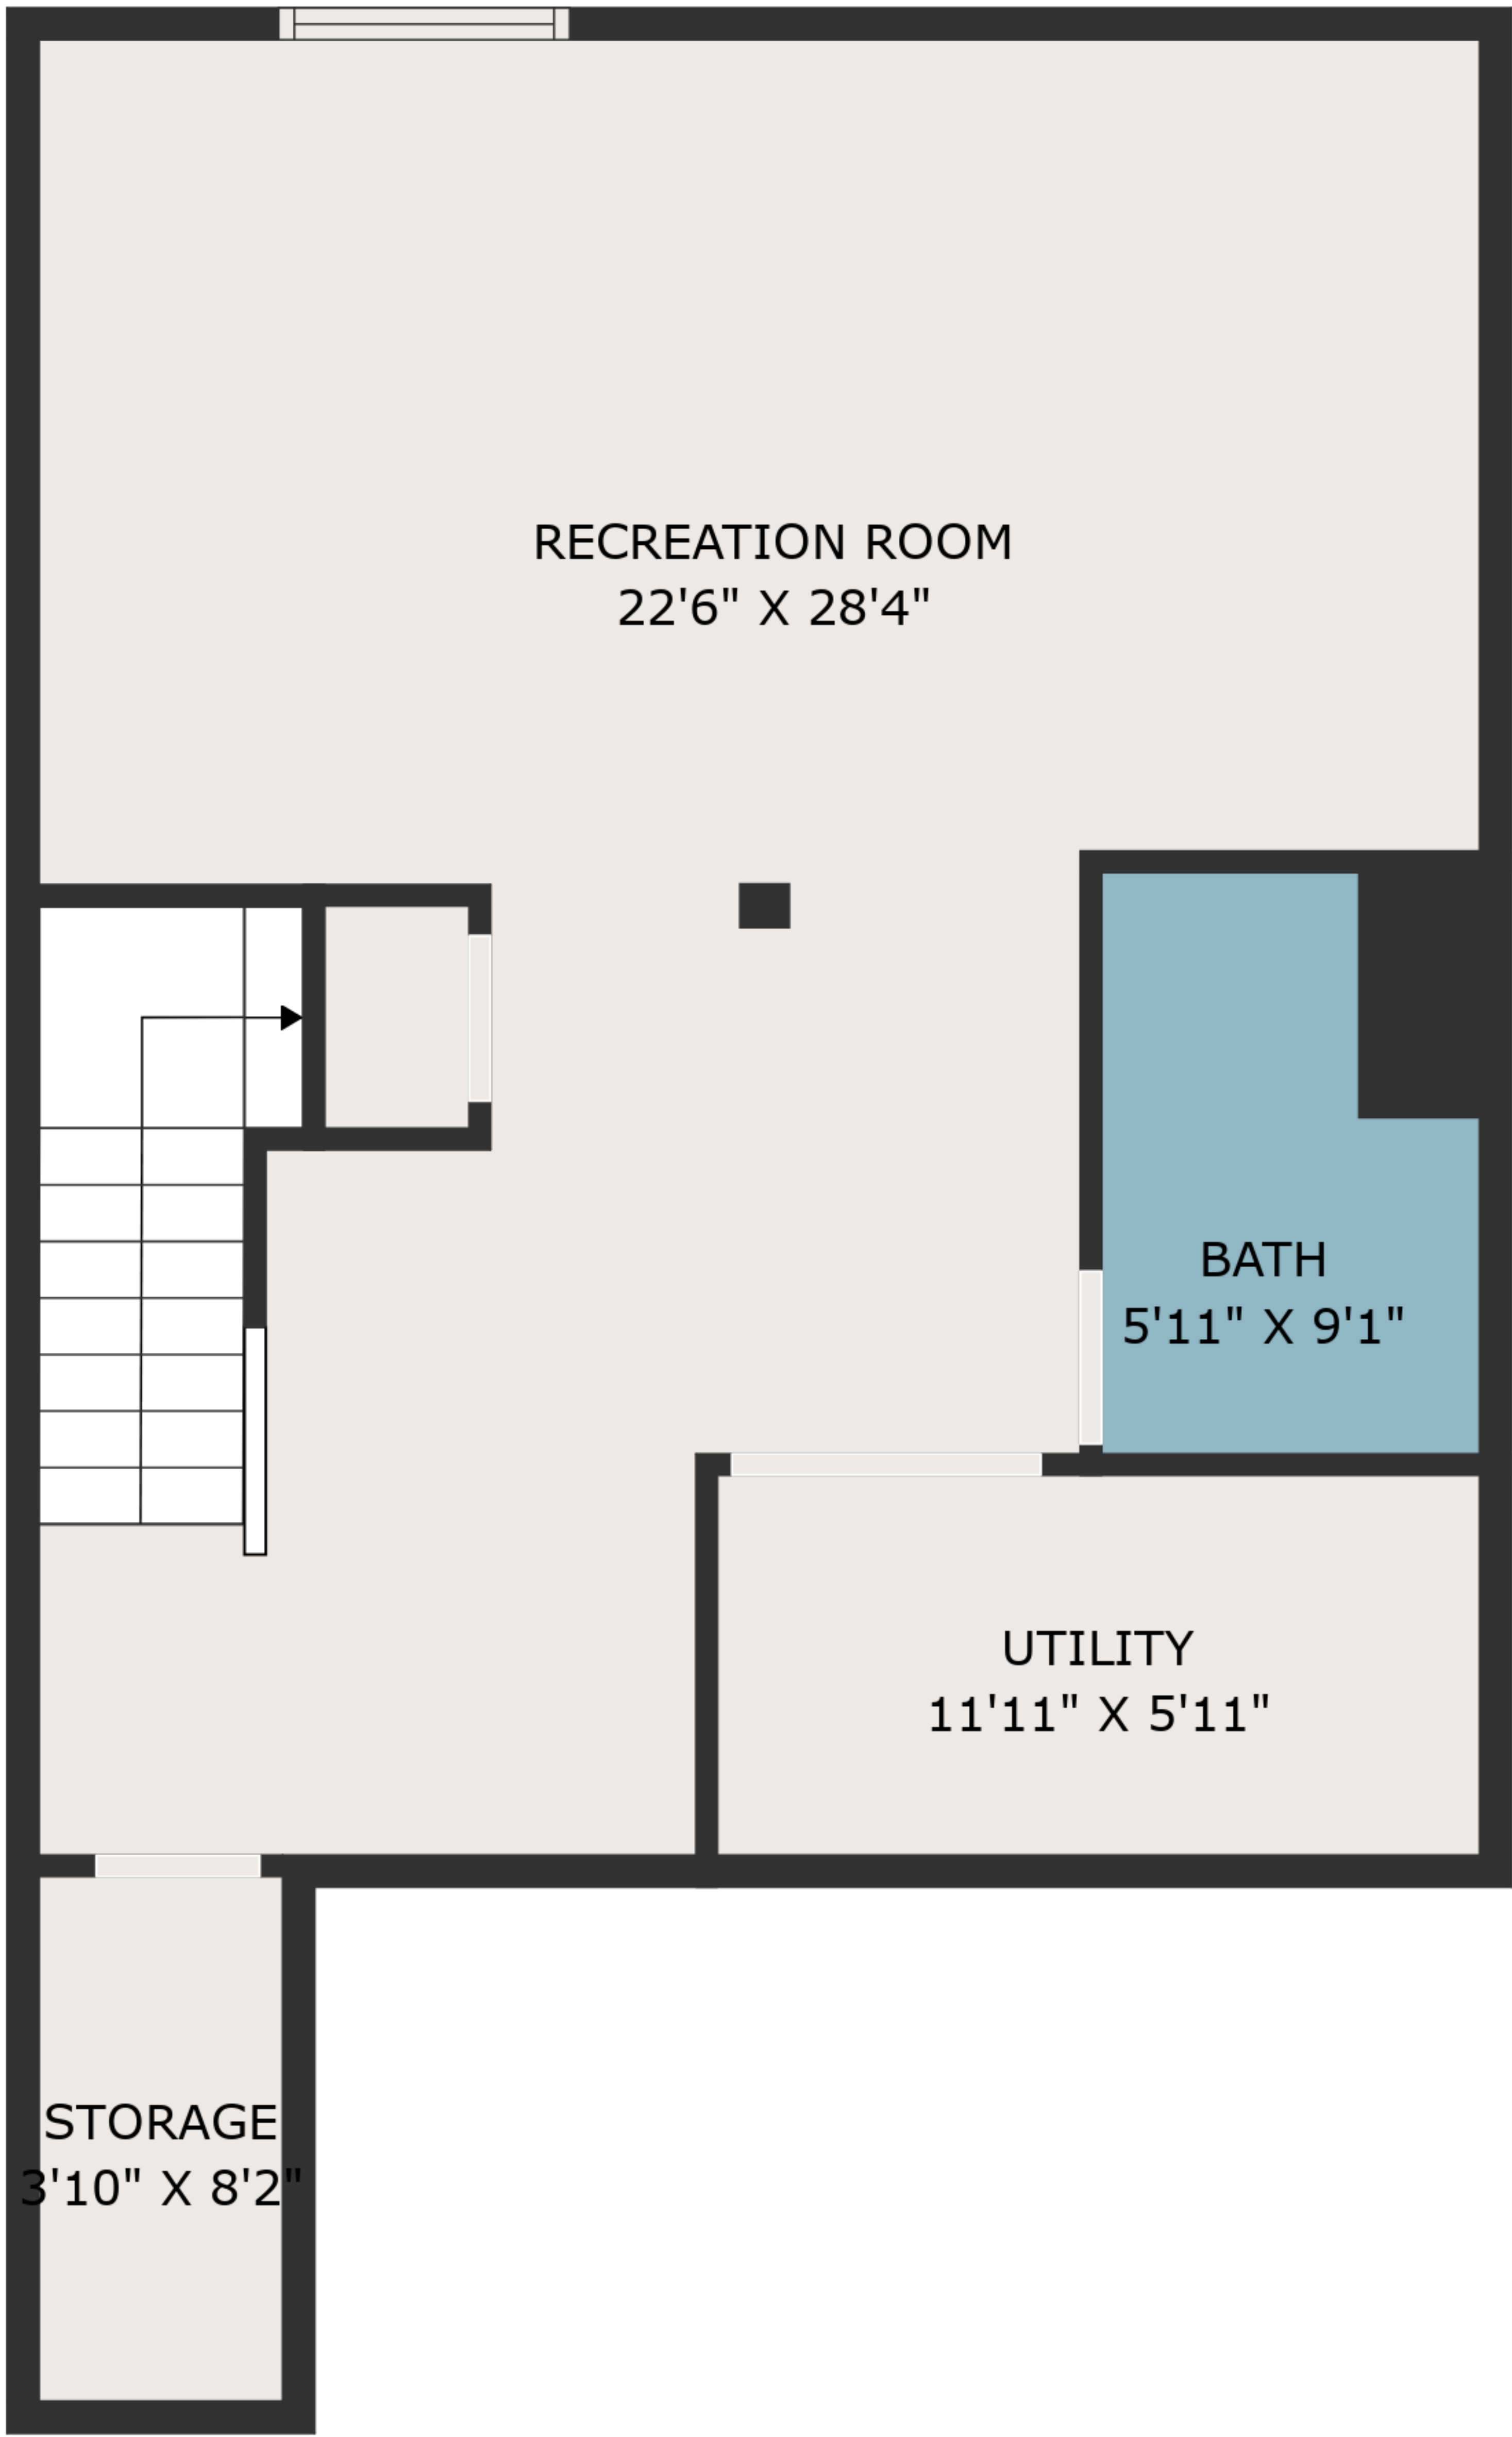 RECREATION ROOM
22'6" X 28'4"
BATH
5'11" X 9'1"
UTILITY
11'11" X 5'11"
STORAGE
3'10" X 8'2"